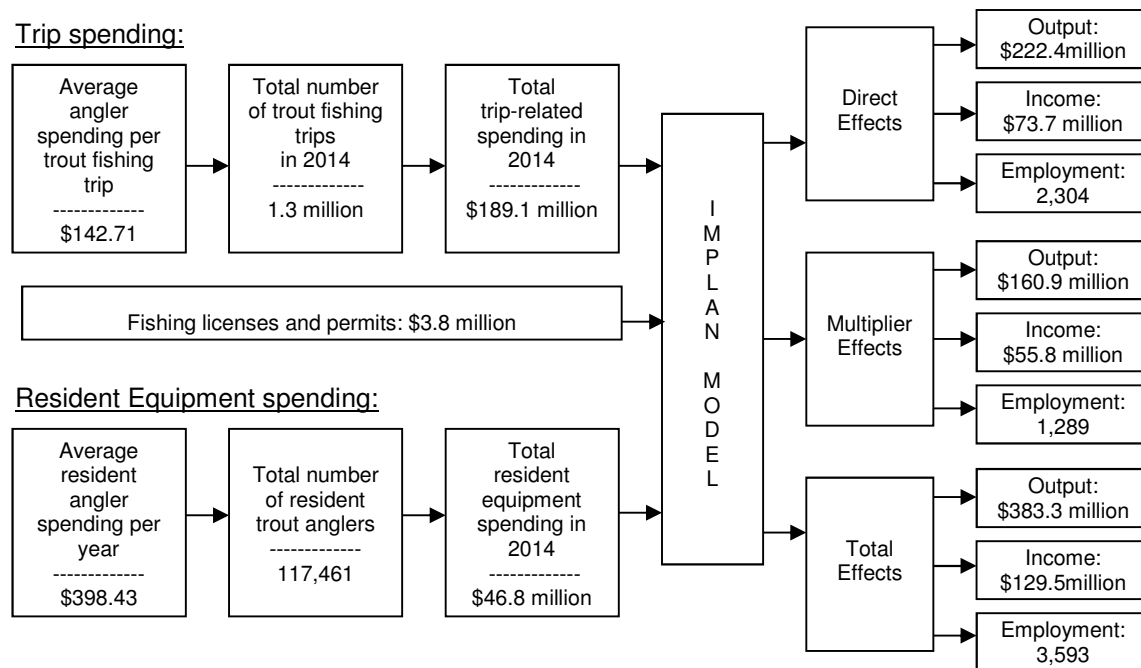 Trip spending:
Average
angler
spending per
trout fishing
trip
-------------
$142.71
Total number
of trout fishing
trips
in 2014
-------------
1.3 million
Total
trip-related
spending in
2014
-------------
$189.1 million
Fishing licenses and permits: $3.8 million
Resident Equipment spending:
Average
resident
angler
spending per
year
-------------
$398.43
Total number
of resident
trout anglers
-------------
117,461
Total
resident
equipment
spending in
2014
-------------
$46.8 million
I
M
P
L
A
N
M
O
D
E
L
Direct
Effects
Output:
$222.4million
Income:
$73.7 million
Employment:
2,304
Multiplier
Effects
Output:
$160.9 million
Income:
$55.8 million
Employment:
1,289
Total
Effects
Output:
$383.3 million
Income:
$129.5million
Employment:
3,593